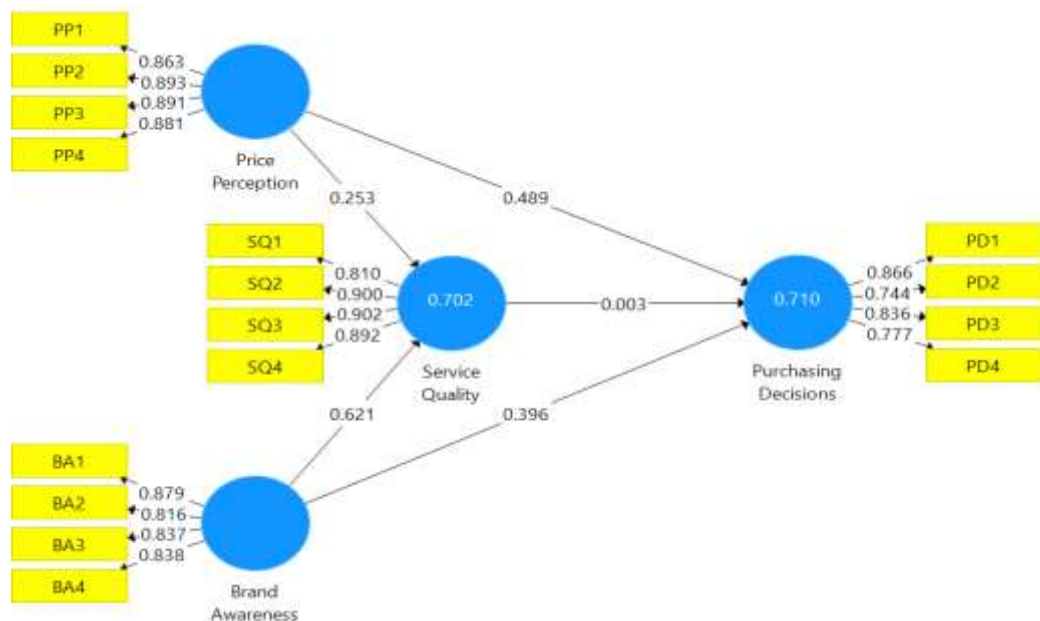 PP1
PP2
PP3
PP4
0.863
0.893
0.891
0.881
Price
Perception
0.253
0.489
SQ1
SQ2
SQ3
SQ4
0.810
0.900
0.902
0.892
0.702
Service
Quality
0.003
0.710
Purchasing
Decisions
0.866
0.744
0.836
0.777
PD1
PD2
PD3
PD4
0.621
0.396
BA1
BA2
BA3
BA4
0.879
0.816
0.837
0.838
Brand
Awareness